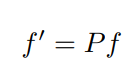 f′ = Pf